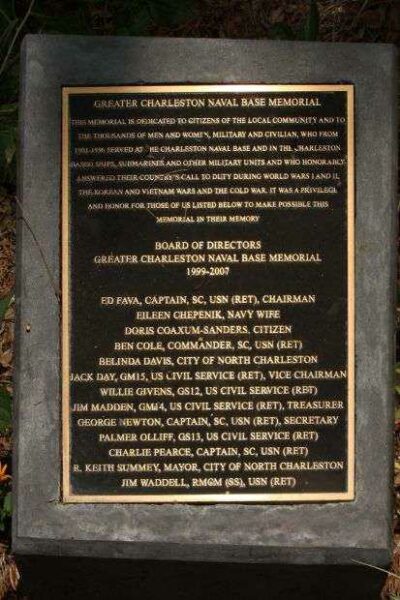 GREATER CHARLESTON NAVAL BASE MEMORIAL
THIS MEMORIAL IS DEDICATED TO CITIZENS OF THE LOCAL COMMUNITY AND TO
THE THOUSANDS OF MEN AND WOMEN, MILITARY AND CIVILIAN, WHO FROM
1902-1996 SERVED AT THE CHARLESTON NAVAL BASE AND IN THE CHARLESTON
BASED SHIPS, SUBMARINES AND OTHER MILITARY UNITS AND WHO HONORABLY
ANSWERED THEIR COUNTRY'S CALL TO DUTY DURING WORLD WARS I AND II,
THE KOREAN AND VIETNAM WARS AND THE COLD WAR. IT WAS A PRIVILEGE
AND HONOR FOR THOSE OF US LISTED BELOW TO MAKE POSSIBLE THIS
MEMORIAL IN THEIR MEMORY
BOARD OF DIRECTORS
GREATER CHARLESTON NAVAL BASE MEMORIAL
1999-2007
ED FAVA, CAPTAIN, SC, USN (RET), CHAIRMAN
EILEEN CHEPENIK, NAVY WIFE
DORIS COAXUM-SANDERS, CITIZEN
BEN COLE, COMMANDER, SC, USN (RET)
BELINDA DAVIS, CITY OF NORTH CHARLESTON
JACK DAY, GM15, US CIVIL SERVICE (RET), VICE CHAIRMAN
WILLIE GIVENS, GS12, US CIVIL SERVICE (RET)
JIM MADDEN, GM14, US CIVIL SERVICE (RET), TREASURER
GEORGE NEWTON, CAPTAIN, SC, USN (RET), SECRETARY
PALMER OLLIFF, GS13, US CIVIL SERVICE (RET)
CHARLIE PEARCE, CAPTAIN, SC, USN (RET)
R. KEITH SUMMEY, MAYOR, CITY OF NORTH CHARLESTON
JIM WADDELL, RMCM (SS), USN (RET)